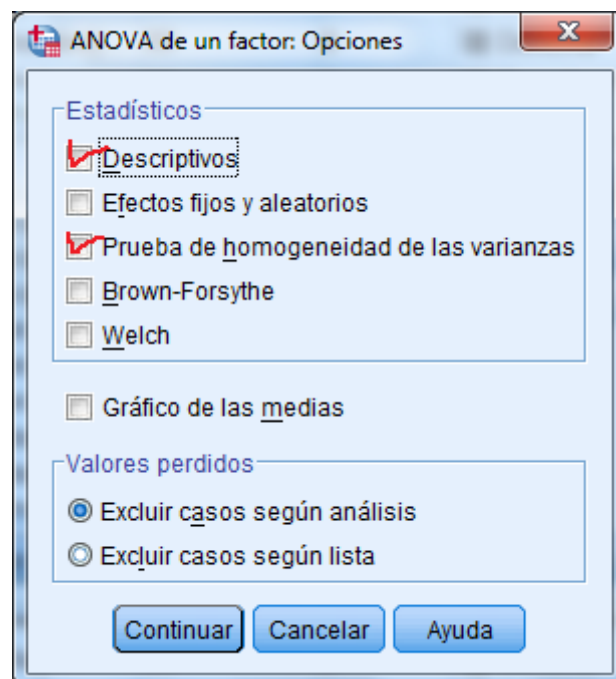 ANOVA de un factor: Opciones
Estadísticos
Descriptivos
Efectos fijos y aleatorios
Prueba de homogeneidad de las varianzas
Brown-Forsythe
Welch
Gráfico de las medias
Valores perdidos
Excluir casos según análisis
Excluir casos según lista
Continuar Cancelar Ayuda